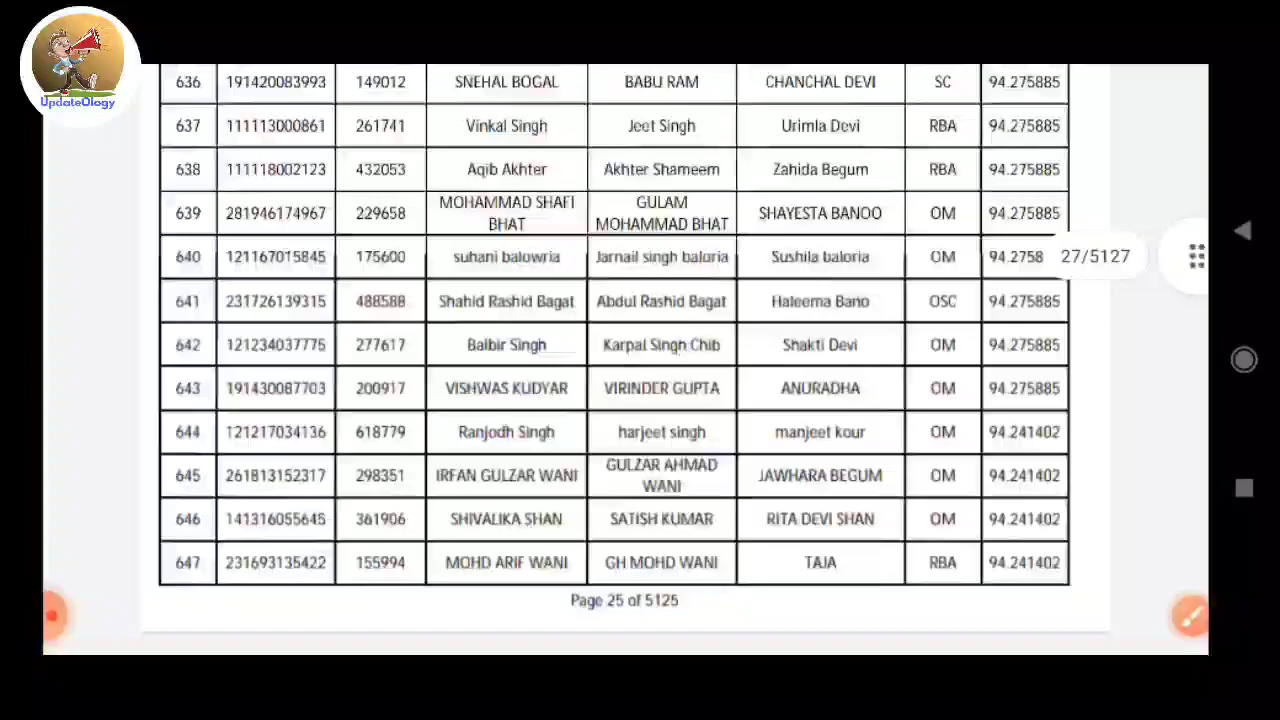 UpdateOlogy
636 191420083993 149012 SNEHAL BOGAL BABU RAM CHANCHAL DEVI SC 94.275885
637 111113000861 261741 Vinkal Singh Jeet Singh Urimla Devi RBA 94.275885
638 111118002123 432053 Aqib Akhter Akhter Shameem Zahida Begum RBA 94.275885
639 281946174967 229658 MOHAMMAD SHAFI BHAT GULAM MOHAMMAD BHAT SHAYESTA BANOO OM 94.275885
640 121167015845 175600 suhani balowria Jarnail singh baloria Sushila baloria OM 94.2758
27/5127
641 231726139315 488588 Shahid Rashid Bagat Abdul Rashid Bagat Haleema Bano OSC 94.275885
642 121234037775 277617 Balbir Singh Karpal Singh Chib Shakti Devi OM 94.275885
643 191430087703 200917 VISHWAS KUDYAR VIRINDER GUPTA ANURADHA OM 94.275885
644 121217034136 618779 Ranjodh Singh harjeet singh manjeet kour OM 94.241402
645 261813152317 298351 IRFAN GULZAR WANI GULZAR AHMAD WANI JAWHARA BEGUM OM 94.241402
646 141316055645 361906 SHIVALIKA SHAN SATISH KUMAR RITA DEVI SHAN OM 94.241402
647 231693135422 155994 MOHD ARIF WANI GH MOHD WANI TAJA RBA 94.241402
Page 25 of 5125